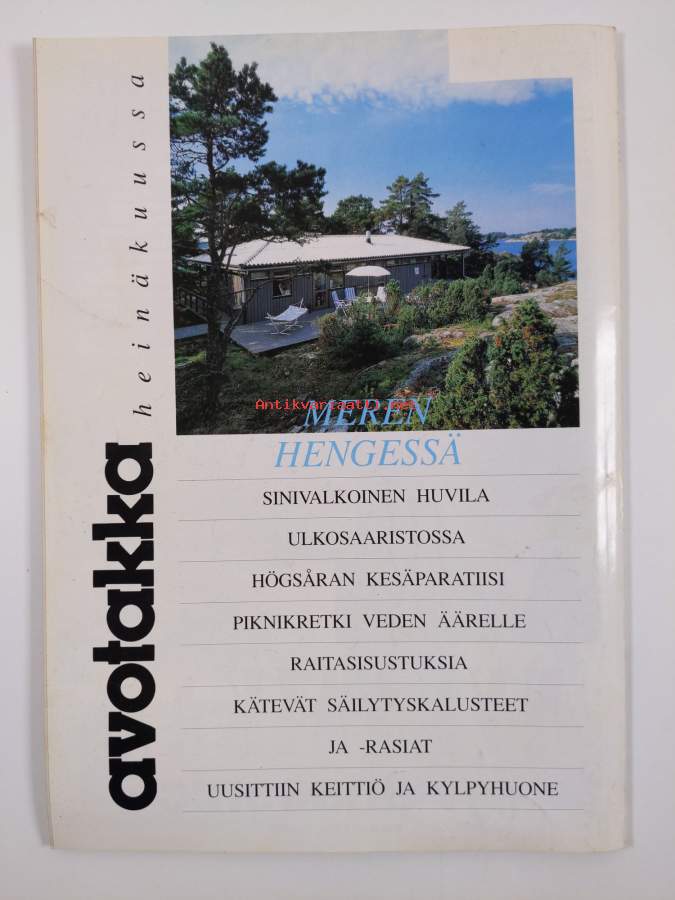 avotakka heinäkuussa
Antikvariaatti.net
MEREN
HENGESSÄ
SINIVALKOINEN HUVILA
ULKOSAARISTOSSA
HÖGSÅRAN KESÄPARATIISI
PIKNIKRETKI VEDEN ÄÄRELLE
RAITASISUSTUKSIA
KÄTEVÄT SÄILYTYSKALUSTEET
JA -RASIAT
UUSITTIIN KEITTIÖ JA KYLPYHUONE